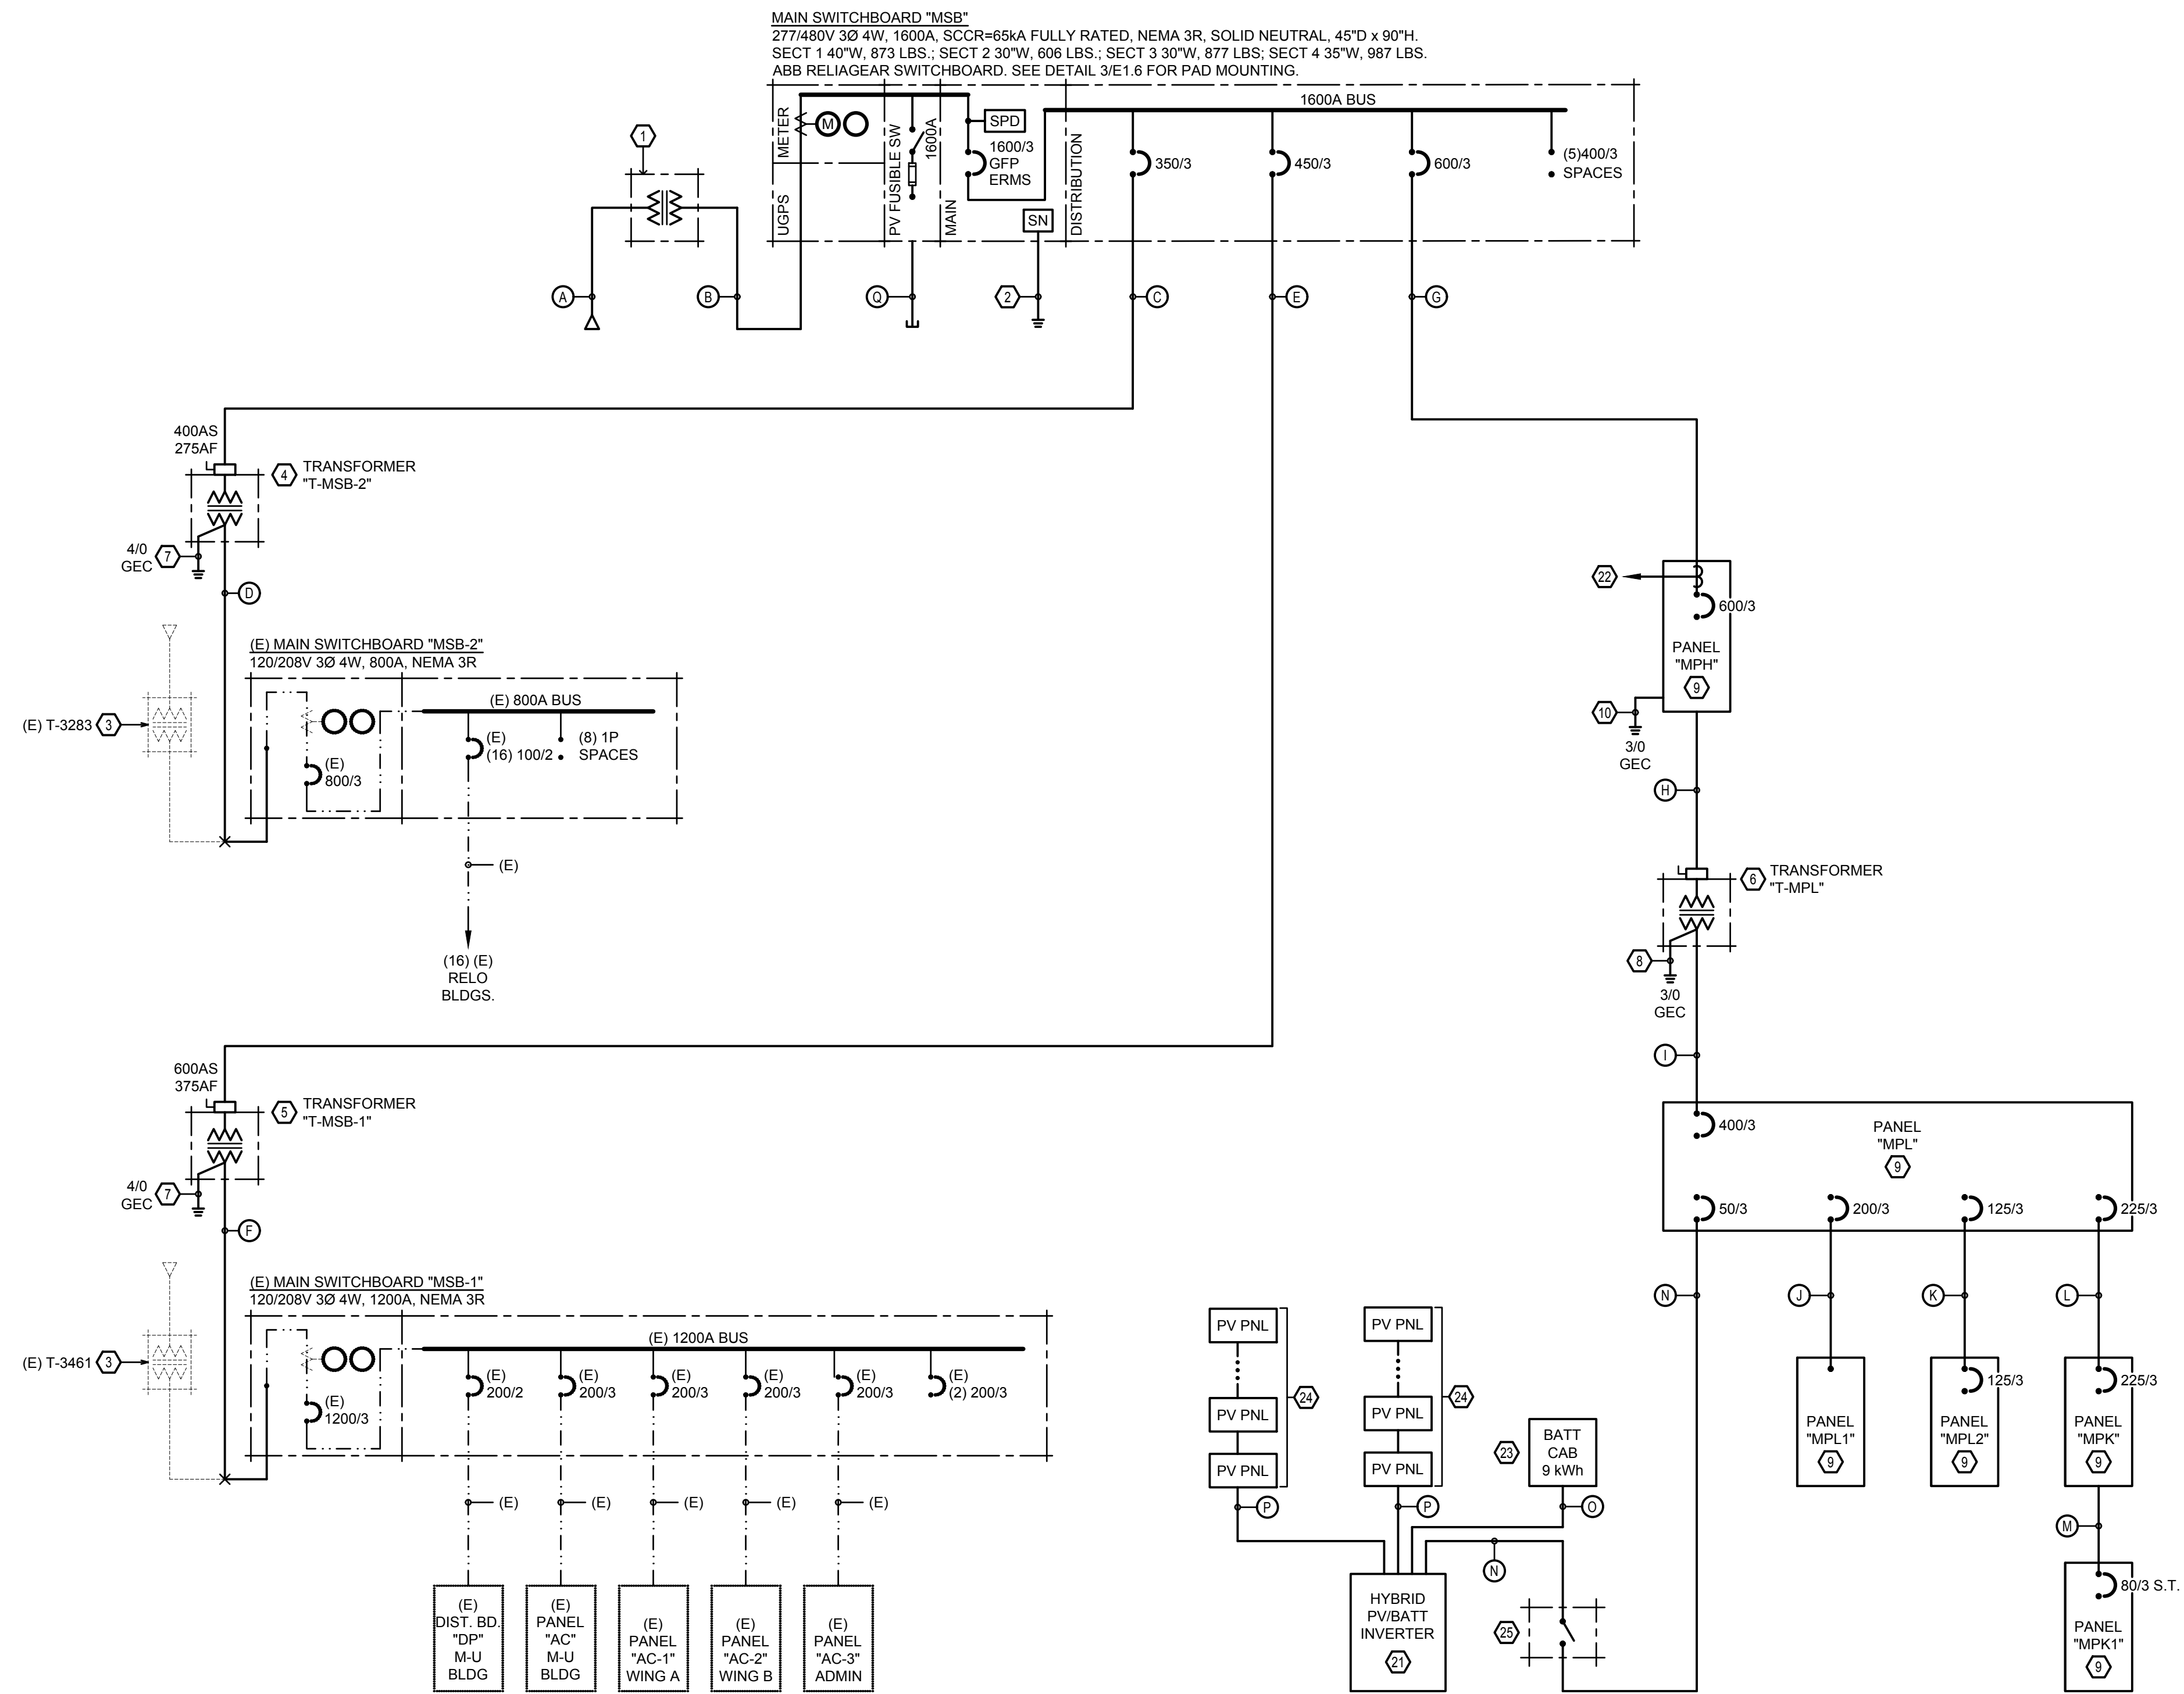 MAIN SWITCHBOARD "MSB"
277/480V 3Ø 4W, 1600A, SCCR=65kA FULLY RATED, NEMA 3R, SOLID NEUTRAL, 45"D x 90"H.
SECT 1 40"W, 873 LBS.; SECT 2 30"W, 606 LBS.; SECT 3 30"W, 877 LBS; SECT 4 35"W, 987 LBS.
ABB RELIAGEAR SWITCHBOARD. SEE DETAIL 3/E1.6 FOR PAD MOUNTING.
1600A BUS
METER
M
UGPS
PV FUSIBLE SW
1600A
SPD
1600/3
GFP
ERMS
MAIN
SN
DISTRIBUTION
350/3
450/3
600/3
(5)400/3
SPACES
1
A
B
Q
2
C
E
G
400AS
275AF
4
TRANSFORMER
"T-MSB-2"
4/0
GEC
7
D
(E) T-3283
3
(E) MAIN SWITCHBOARD "MSB-2"
120/208V 3Ø 4W, 800A, NEMA 3R
(E)
800/3
(E) 800A BUS
(E)
(16) 100/2
(8) 1P
SPACES
(E)
(16) (E)
RELO
BLDGS.
22
600/3
PANEL
"MPH"
9
10
3/0
GEC
H
6
TRANSFORMER
"T-MPL"
8
3/0
GEC
I
600AS
375AF
5
TRANSFORMER
"T-MSB-1"
4/0
GEC
7
F
(E) T-3461
3
(E) MAIN SWITCHBOARD "MSB-1"
120/208V 3Ø 4W, 1200A, NEMA 3R
(E)
1200/3
(E) 1200A BUS
(E)
200/2
(E)
200/3
(E)
200/3
(E)
200/3
(E)
200/3
(E)
(2) 200/3
(E)
(E)
(E)
(E)
(E)
(E)
DIST. BD.
"DP"
M-U
BLDG
(E)
PANEL
"AC"
M-U
BLDG
(E)
PANEL
"AC-1"
WING A
(E)
PANEL
"AC-2"
WING B
(E)
PANEL
"AC-3"
ADMIN
400/3
PANEL
"MPL"
9
50/3
200/3
125/3
225/3
N
J
K
L
PANEL
"MPL1"
9
125/3
PANEL
"MPL2"
9
225/3
PANEL
"MPK"
9
M
80/3 S.T.
PANEL
"MPK1"
9
PV PNL
PV PNL
PV PNL
24
PV PNL
PV PNL
PV PNL
24
P
P
23
BATT
CAB
9 kWh
O
N
HYBRID
PV/BATT
INVERTER
21
25